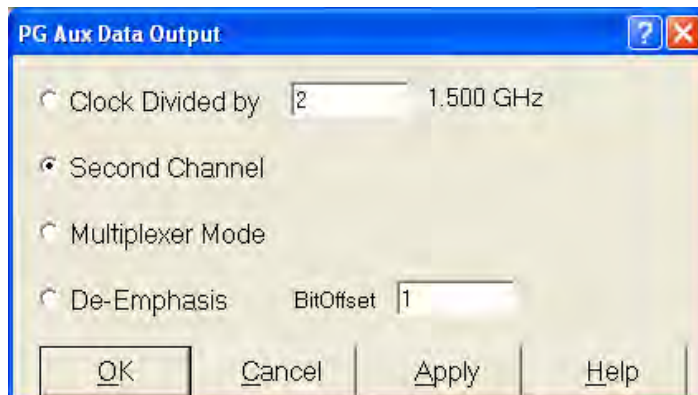 PG Aux Data Output
Clock Divided by 2 1.500 GHz
Second Channel
Multiplexer Mode
De-Emphasis BitOffset 1
OK Cancel Apply Help